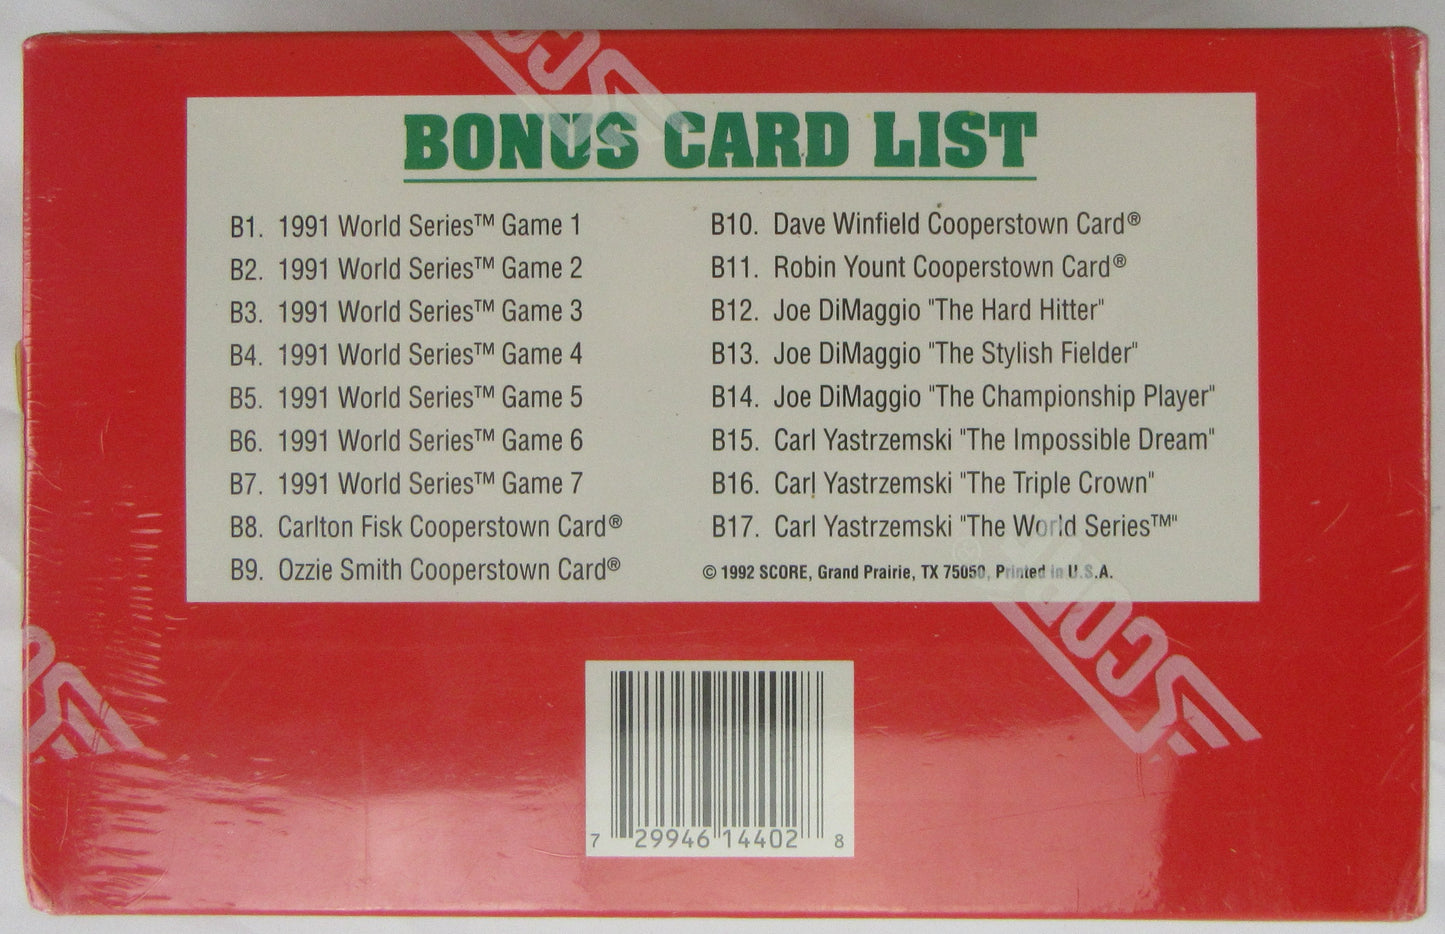 BONUS CARD LIST
B1. 1991 World Series™ Game 1
B2. 1991 World Series™ Game 2
B3. 1991 World Series™ Game 3
B4. 1991 World Series™ Game 4
B5. 1991 World Series™ Game 5
B6. 1991 World Series™ Game 6
B7. 1991 World Series™ Game 7
B8. Carlton Fisk Cooperstown Card®
B9. Ozzie Smith Cooperstown Card®
B10. Dave Winfield Cooperstown Card®
B11. Robin Yount Cooperstown Card®
B12. Joe DiMaggio "The Hard Hitter"
B13. Joe DiMaggio "The Stylish Fielder"
B14. Joe DiMaggio "The Championship Player"
B15. Carl Yastrzemski "The Impossible Dream"
B16. Carl Yastrzemski "The Triple Crown"
B17. Carl Yastrzemski "The World Series™"
© 1992 SCORE, Grand Prairie, TX 75050, Printed in U.S.A.
SCORE®
7 29946 14402 8